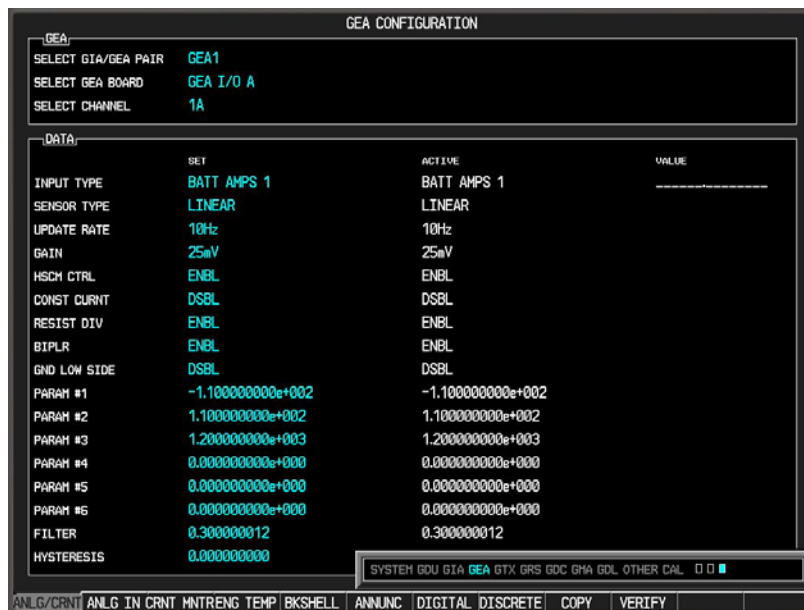 GEA CONFIGURATION
GEA
SELECT GIA/GEA PAIR GEA1
SELECT GEA BOARD GEA I/O A
SELECT CHANNEL 1A
DATA
SET ACTIVE VALUE
INPUT TYPE BATT AMPS 1 BATT AMPS 1 ______.________
SENSOR TYPE LINEAR LINEAR
UPDATE RATE 10Hz 10Hz
GAIN 25mV 25mV
HSCM CTRL ENBL ENBL
CONST CURNT DSBL DSBL
RESIST DIV ENBL ENBL
BIPLR ENBL ENBL
GND LOW SIDE DSBL DSBL
PARAM #1 -1.100000000e+002 -1.100000000e+002
PARAM #2 1.100000000e+002 1.100000000e+002
PARAM #3 1.200000000e+003 1.200000000e+003
PARAM #4 0.000000000e+000 0.000000000e+000
PARAM #5 0.000000000e+000 0.000000000e+000
PARAM #6 0.000000000e+000 0.000000000e+000
FILTER 0.300000012 0.300000012
HYSTERESIS 0.000000000
SYSTEM GDU GIA GEA GTX GRS GDC GMA GDL OTHER CAL
ANLG/CRNT ANLG IN CRNT MNTR ENG TEMP BKSHELL ANNUNC DIGITAL DISCRETE COPY VERIFY